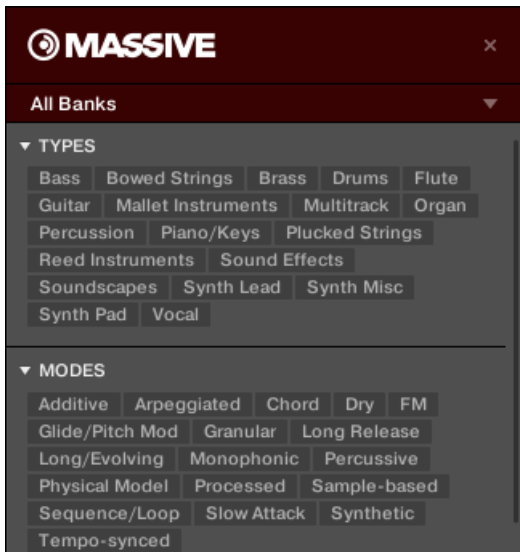 MASSIVE
All Banks
TYPES
Bass Bowed Strings Brass Drums Flute
Guitar Mallet Instruments Multitrack Organ
Percussion Piano/Keys Plucked Strings
Reed Instruments Sound Effects
Soundscapes Synth Lead Synth Misc
Synth Pad Vocal
MODES
Additive Arpeggiated Chord Dry FM
Glide/Pitch Mod Granular Long Release
Long/Evolving Monophonic Percussive
Physical Model Processed Sample-based
Sequence/Loop Slow Attack Synthetic
Tempo-synced